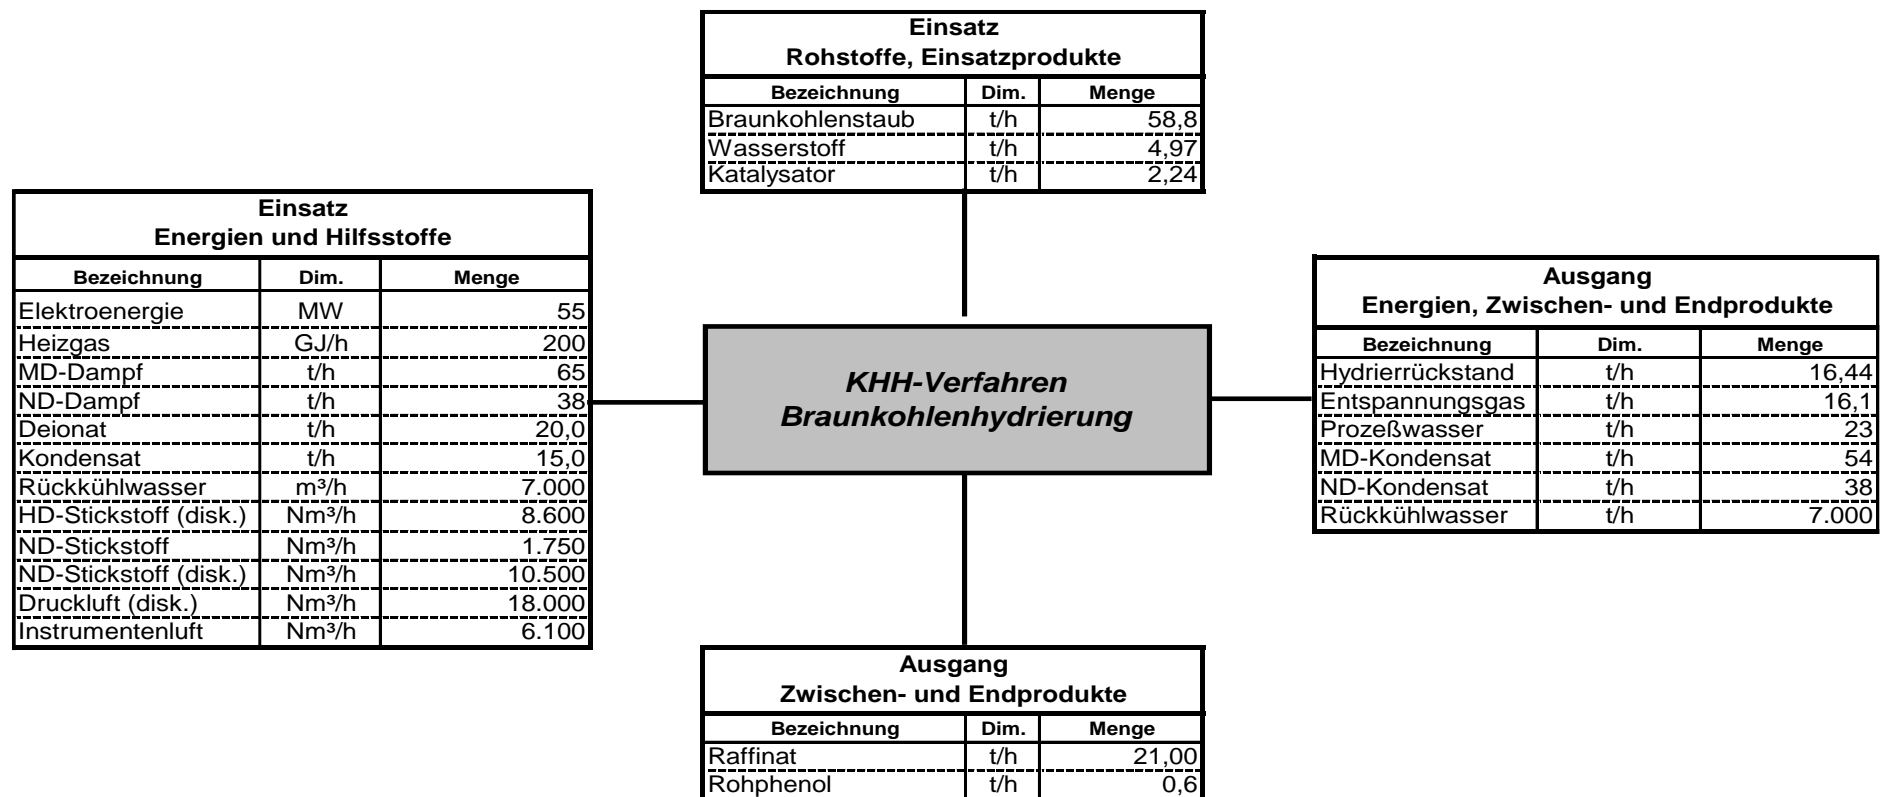 Einsatz
Rohstoffe, Einsatzprodukte
Bezeichnung Dim. Menge
Braunkohlenstaub t/h 58,8
Wasserstoff t/h 4,97
Katalysator t/h 2,24
Einsatz
Energien und Hilfsstoffe
Bezeichnung Dim. Menge
Elektroenergie MW 55
Heizgas GJ/h 200
MD-Dampf t/h 65
ND-Dampf t/h 38
Deionat t/h 20,0
Kondensat t/h 15,0
Rückkühlwasser m³/h 7.000
HD-Stickstoff (disk.) Nm³/h 8.600
ND-Stickstoff Nm³/h 1.750
ND-Stickstoff (disk.) Nm³/h 10.500
Druckluft (disk.) Nm³/h 18.000
Instrumentenluft Nm³/h 6.100
KHH-Verfahren
Braunkohlenhydrierung
Ausgang
Energien, Zwischen- und Endprodukte
Bezeichnung Dim. Menge
Hydrierrückstand t/h 16,44
Entspannungsgas t/h 16,1
Prozeßwasser t/h 23
MD-Kondensat t/h 54
ND-Kondensat t/h 38
Rückkühlwasser t/h 7.000
Ausgang
Zwischen- und Endprodukte
Bezeichnung Dim. Menge
Raffinat t/h 21,00
Rohphenol t/h 0,6